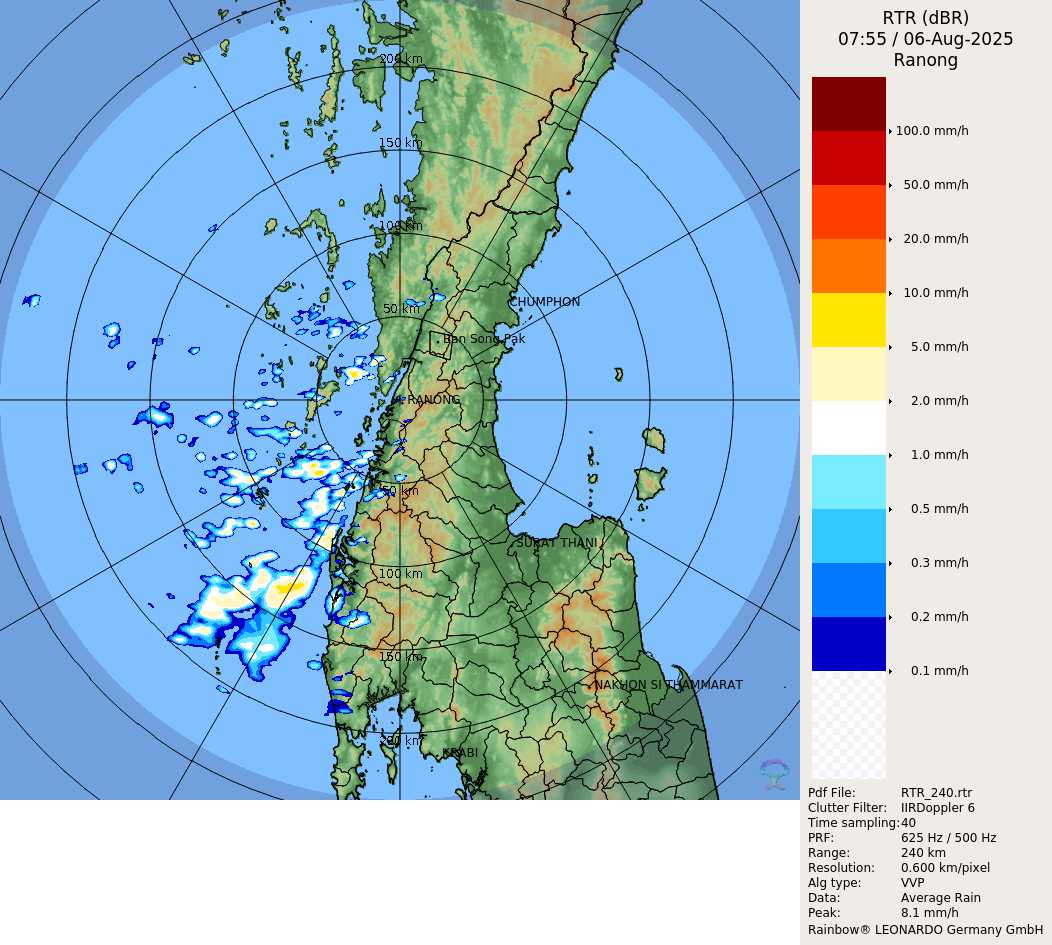 RTR (dBR)
07:55 / 06-Aug-2025
Ranong
200 km
150 km
100 km
50 km
CHUMPHON
Ban Song Pak
RANONG
50 km
SURAT THANI
100 km
150 km
NAKHON SI THAMMARAT
200 km
KRABI
100.0 mm/h
50.0 mm/h
20.0 mm/h
10.0 mm/h
5.0 mm/h
2.0 mm/h
1.0 mm/h
0.5 mm/h
0.3 mm/h
0.2 mm/h
0.1 mm/h
Pdf File: RTR_240.rtr
Clutter Filter: IIRDoppler 6
Time sampling:40
PRF: 625 Hz / 500 Hz
Range: 240 km
Resolution: 0.600 km/pixel
Alg type: VVP
Data: Average Rain
Peak: 8.1 mm/h
Rainbow® LEONARDO Germany GmbH